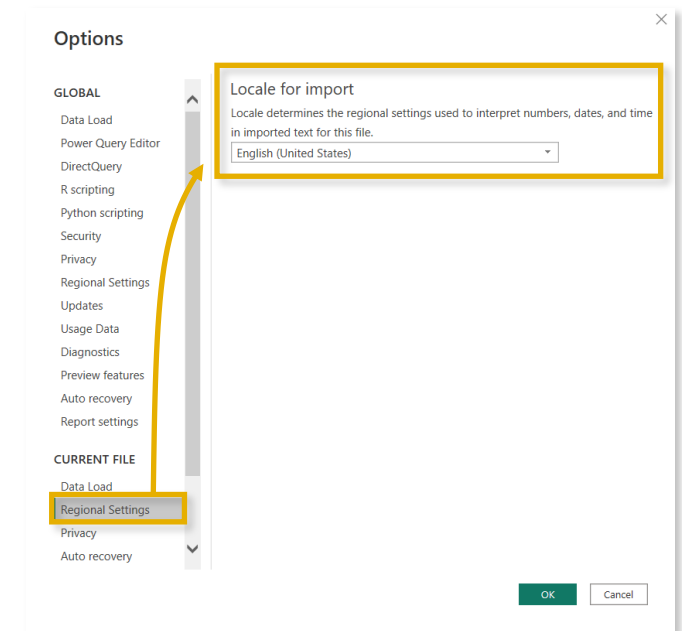 Options
GLOBAL
Data Load
Power Query Editor
DirectQuery
R scripting
Python scripting
Security
Privacy
Regional Settings
Updates
Usage Data
Diagnostics
Preview features
Auto recovery
Report settings
CURRENT FILE
Data Load
Regional Settings
Privacy
Auto recovery
Locale for import
Locale determines the regional settings used to interpret numbers, dates, and time
in imported text for this file.
English (United States)
OK
Cancel